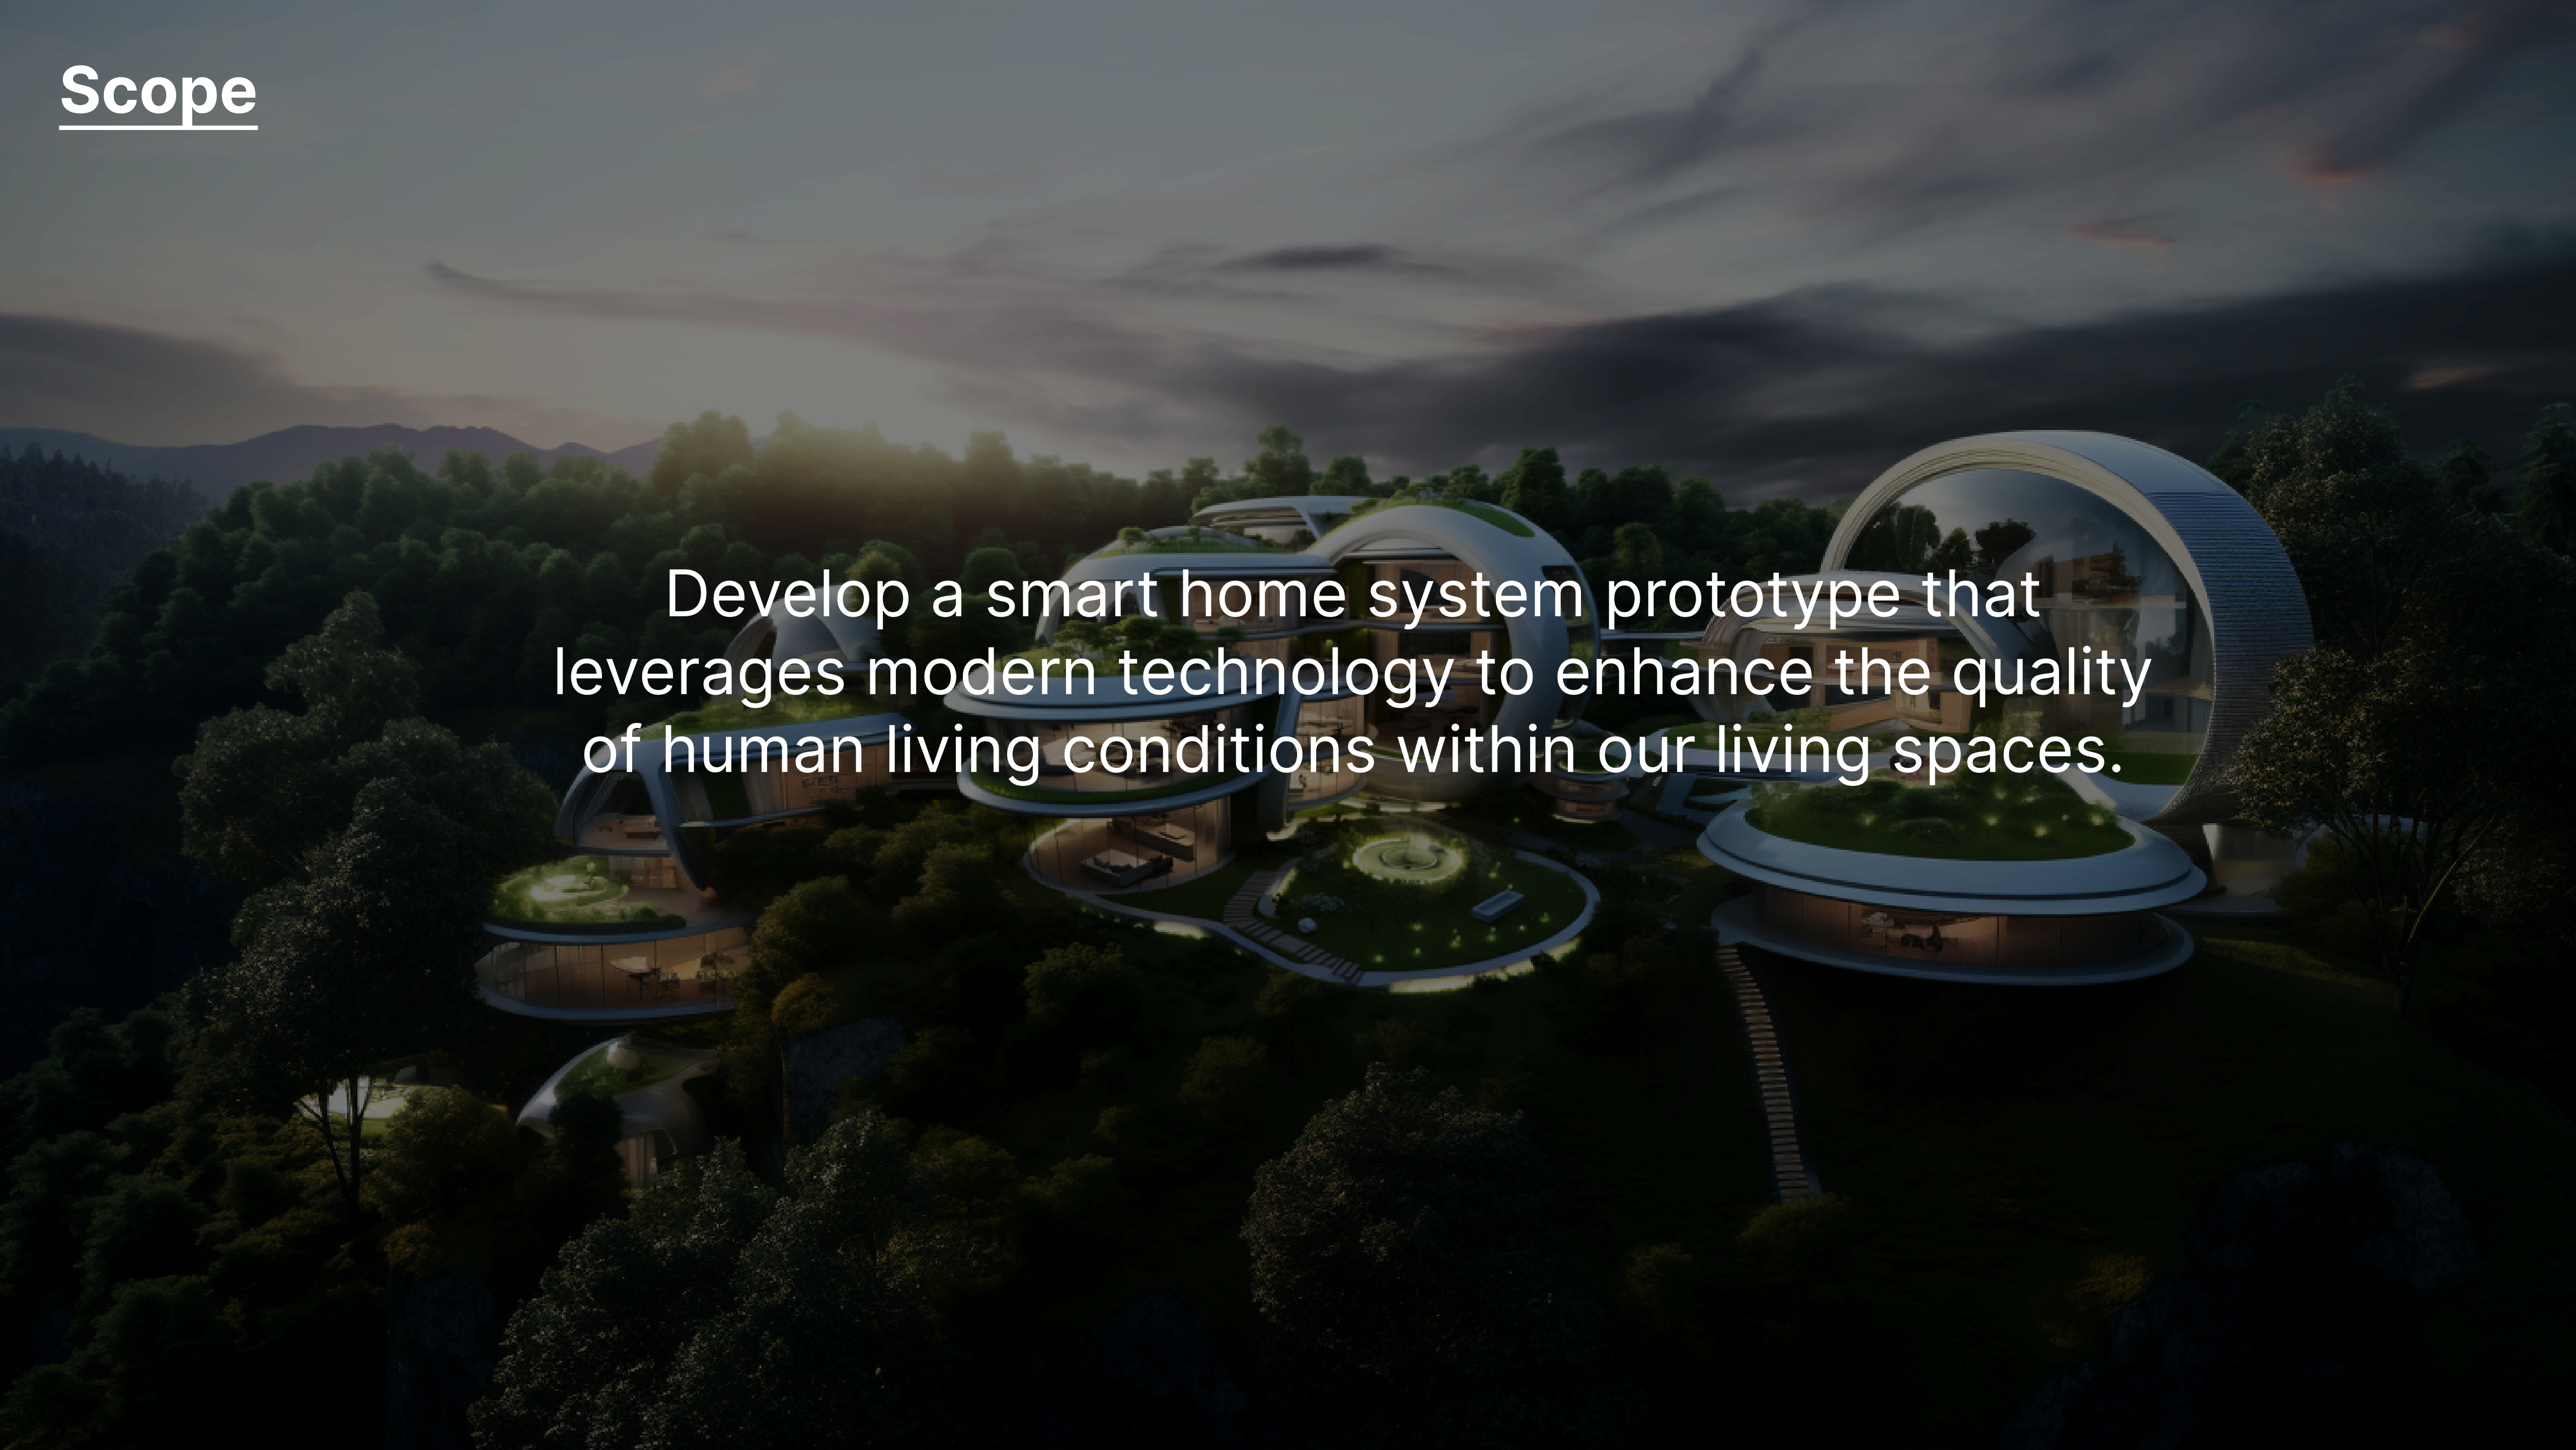 Scope
Develop a smart home system prototype that
leverages modern technology to enhance the quality
of human living conditions within our living spaces.